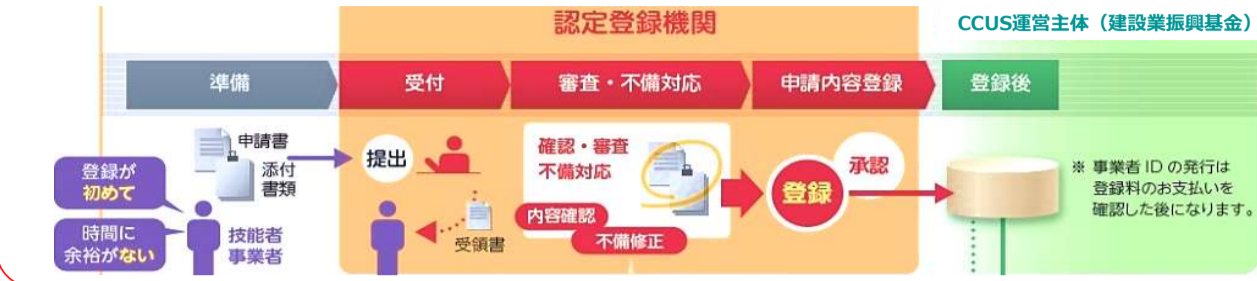 認定登録機関
CCUS運営主体（建設業振興基金）
準備
受付
審査・不備対応
申請内容登録
登録後
登録が
初めて
時間に
余裕がない
申請書
添付
書類
技能者
事業者
提出
受領書
確認・審査
不備対応
内容確認
不備修正
登録
承認
※ 事業者 ID の発行は
登録料のお支払いを
確認した後になります。